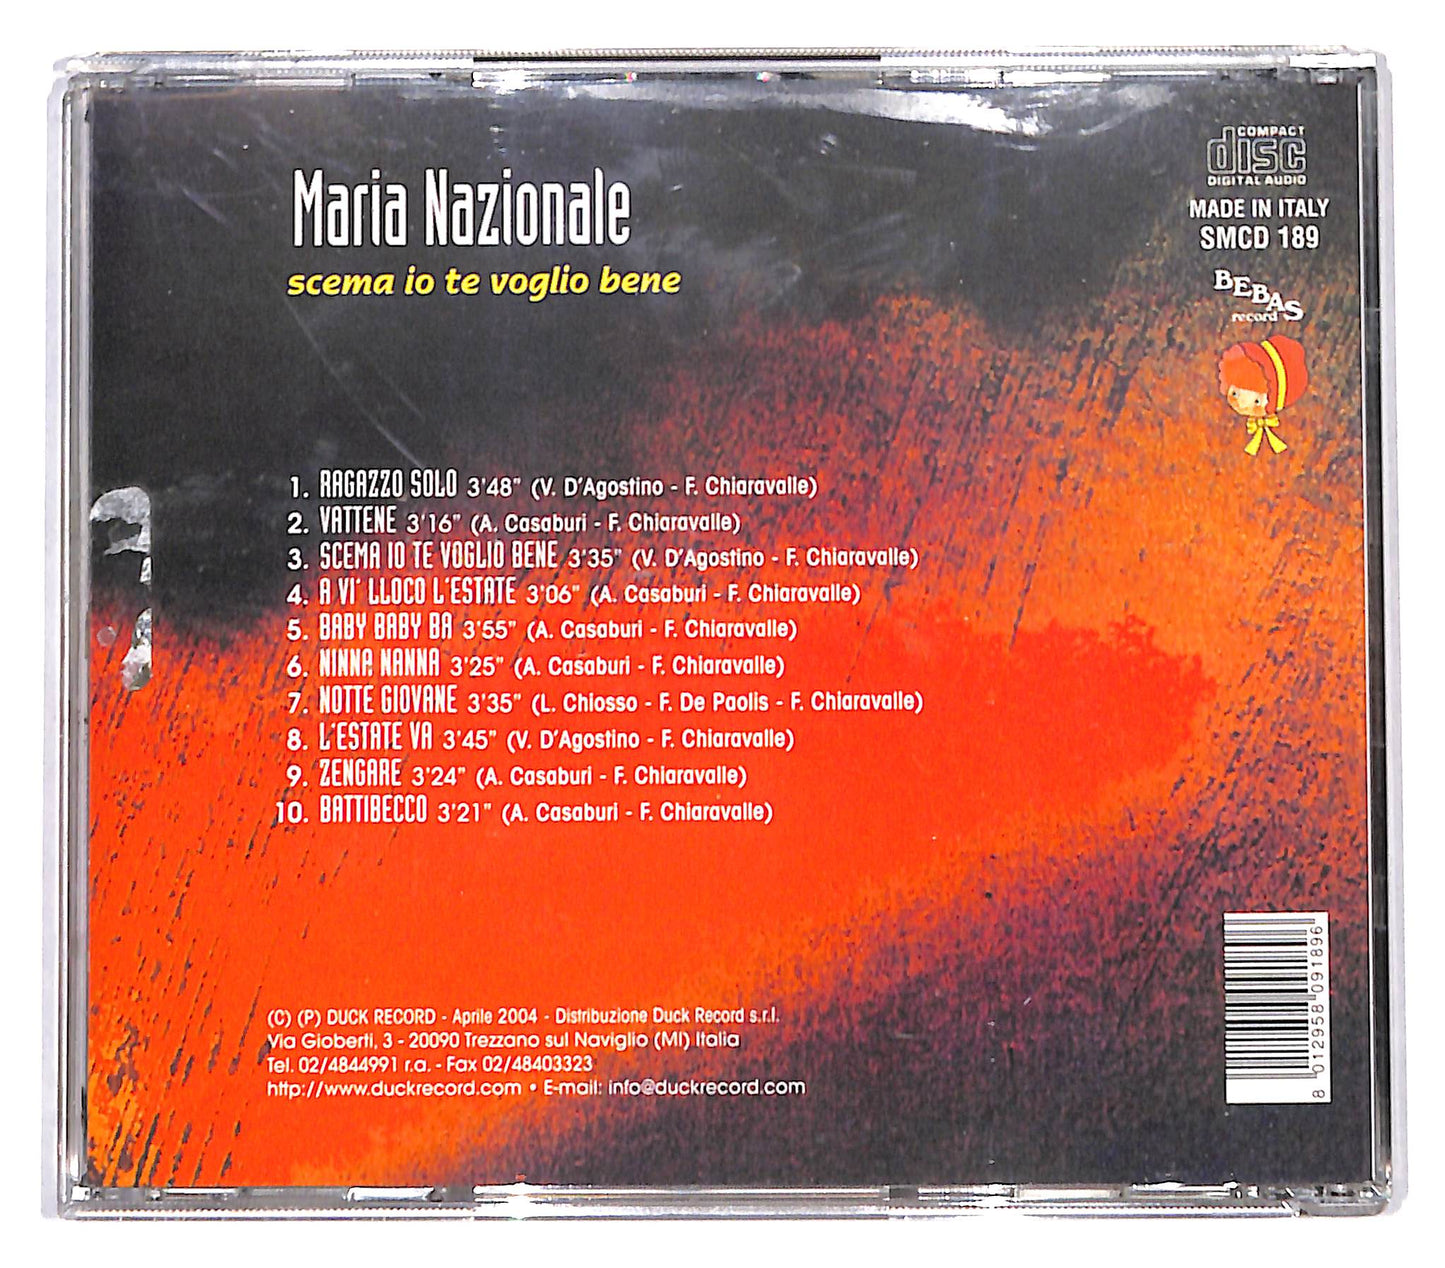 Maria Nazionale
scema io te voglio bene
COMPACT
disc
DIGITAL AUDIO
MADE IN ITALY
SMCD 189
BEBAS
record
1. RAGAZZO SOLO 3'48" (V. D'Agostino - F. Chiaravalle)
2. VATTENE 3'16" (A. Casaburi - F. Chiaravalle)
3. SCEMA IO TE VOGLIO BENE 3'35" (V. D'Agostino - F. Chiaravalle)
4. A VI' LLOCO L'ESTATE 3'06" (A. Casaburi - F. Chiaravalle)
5. BABY BABY BA 3'55" (A. Casaburi - F. Chiaravalle)
6. NINNA NANNA 3'25" (A. Casaburi - F. Chiaravalle)
7. NOTTE GIOVANE 3'35" (L. Chiosso - F. De Paolis - F. Chiaravalle)
8. L'ESTATE VA 3'45" (V. D'Agostino - F. Chiaravalle)
9. ZENGARE 3'24" (A. Casaburi - F. Chiaravalle)
10. BATTIBECCO 3'21" (A. Casaburi - F. Chiaravalle)
(C) (P) DUCK RECORD - Aprile 2004 - Distribuzione Duck Record s.r.l.
Via Gioberti, 3 - 20090 Trezzano sul Naviglio (MI) Italia
Tel. 02/4844991 r.a. - Fax 02/48403323
http://www.duckrecord.com • E-mail: info@duckrecord.com
8 012958 091896